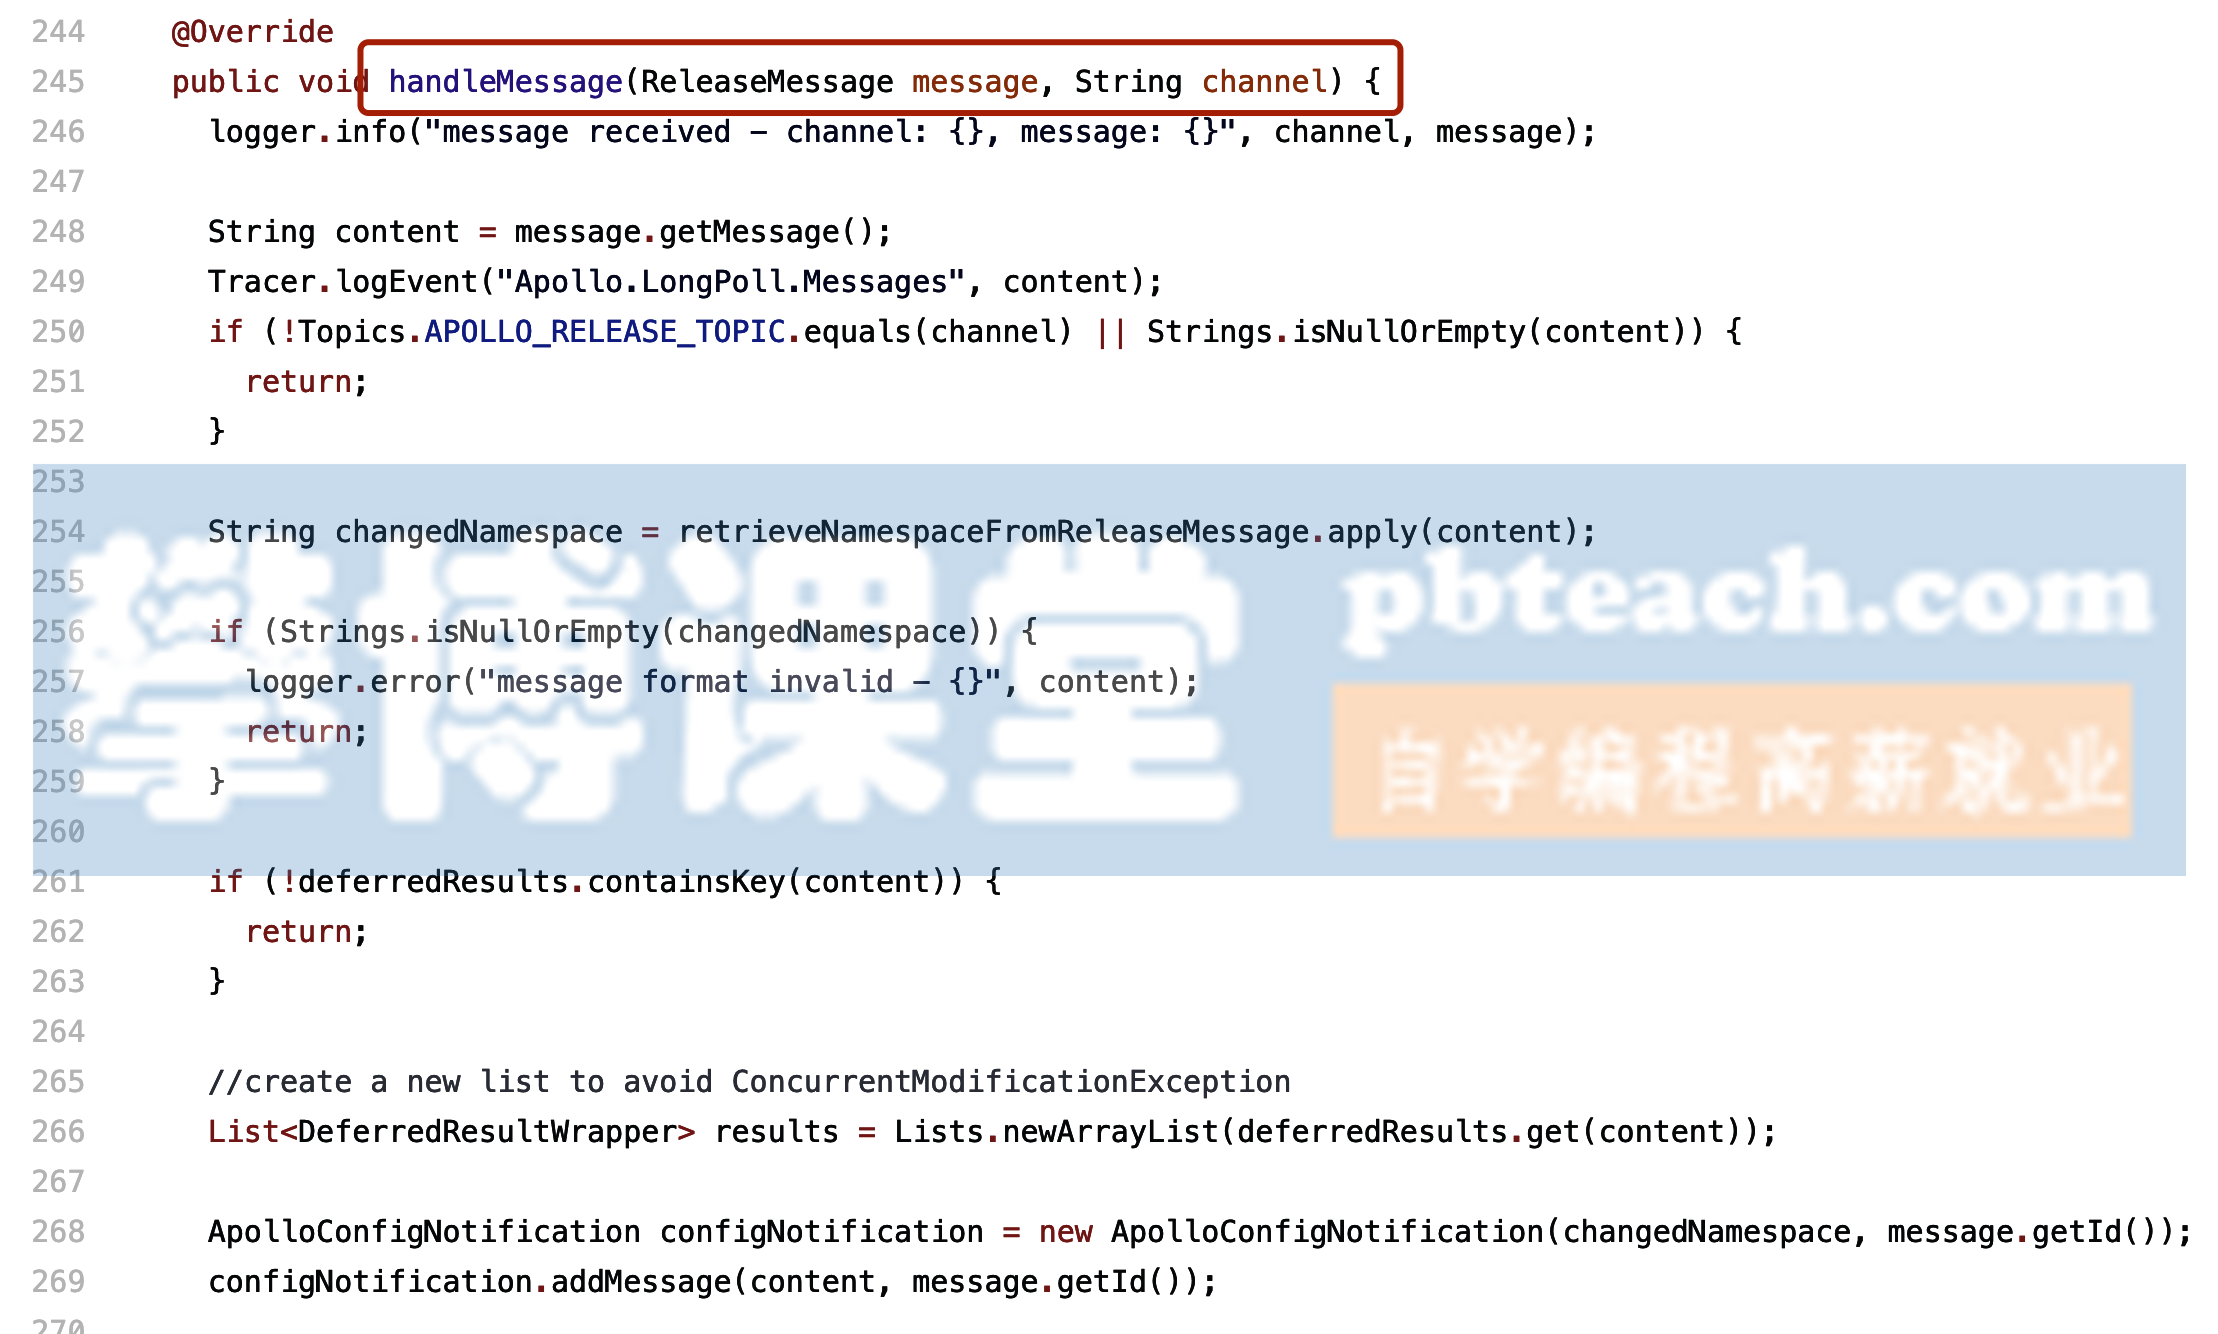 244 @Override
245 public void handleMessage(ReleaseMessage message, String channel) {
246 logger.info("message received – channel: {}, message: {}", channel, message);
247
248 String content = message.getMessage();
249 Tracer.logEvent("Apollo.LongPoll.Messages", content);
250 if (!Topics.APOLLO_RELEASE_TOPIC.equals(channel) || Strings.isNullOrEmpty(content)) {
251 return;
252 }
253
254 String changedNamespace = retrieveNamespaceFromReleaseMessage.apply(content);
255
256 if (Strings.isNullOrEmpty(changedNamespace)) {
257 logger.error("message format invalid – {}", content);
258 return;
259 }
260
261 if (!deferredResults.containsKey(content)) {
262 return;
263 }
264
265 //create a new list to avoid ConcurrentModificationException
266 List<DeferredResultWrapper> results = Lists.newArrayList(deferredResults.get(content));
267
268 ApolloConfigNotification configNotification = new ApolloConfigNotification(changedNamespace, message.getId());
269 configNotification.addMessage(content, message.getId());
270
攀博课堂
pbteach.com
自学编程高薪就业